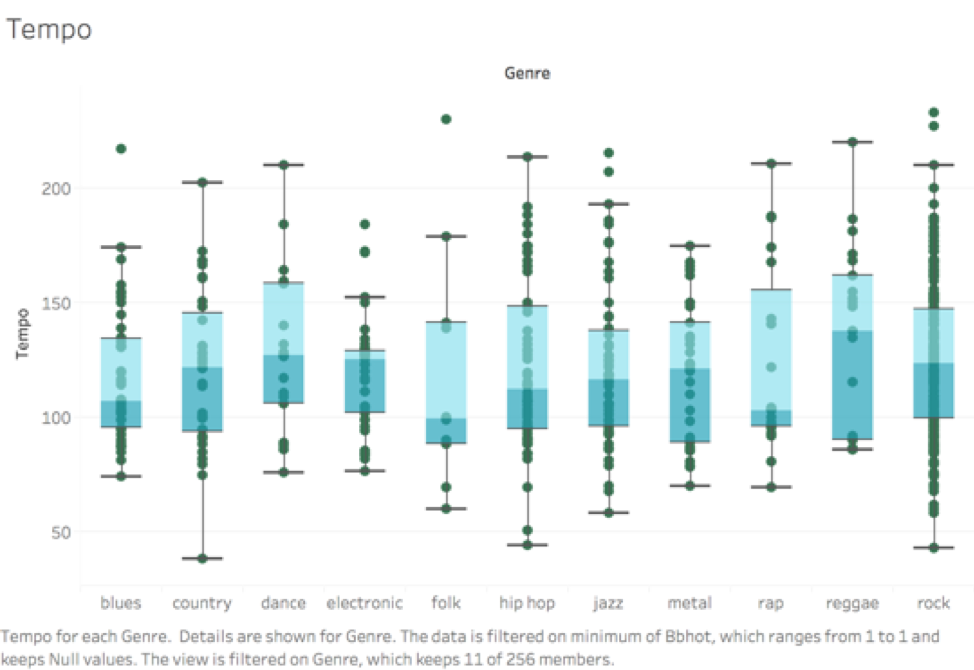 Tempo
Genre
200
150
100
50
Tempo
blues country dance electronic folk hip hop jazz metal rap reggae rock
Tempo for each Genre. Details are shown for Genre. The data is filtered on minimum of Bbhot, which ranges from 1 to 1 and
keeps Null values. The view is filtered on Genre, which keeps 11 of 256 members.